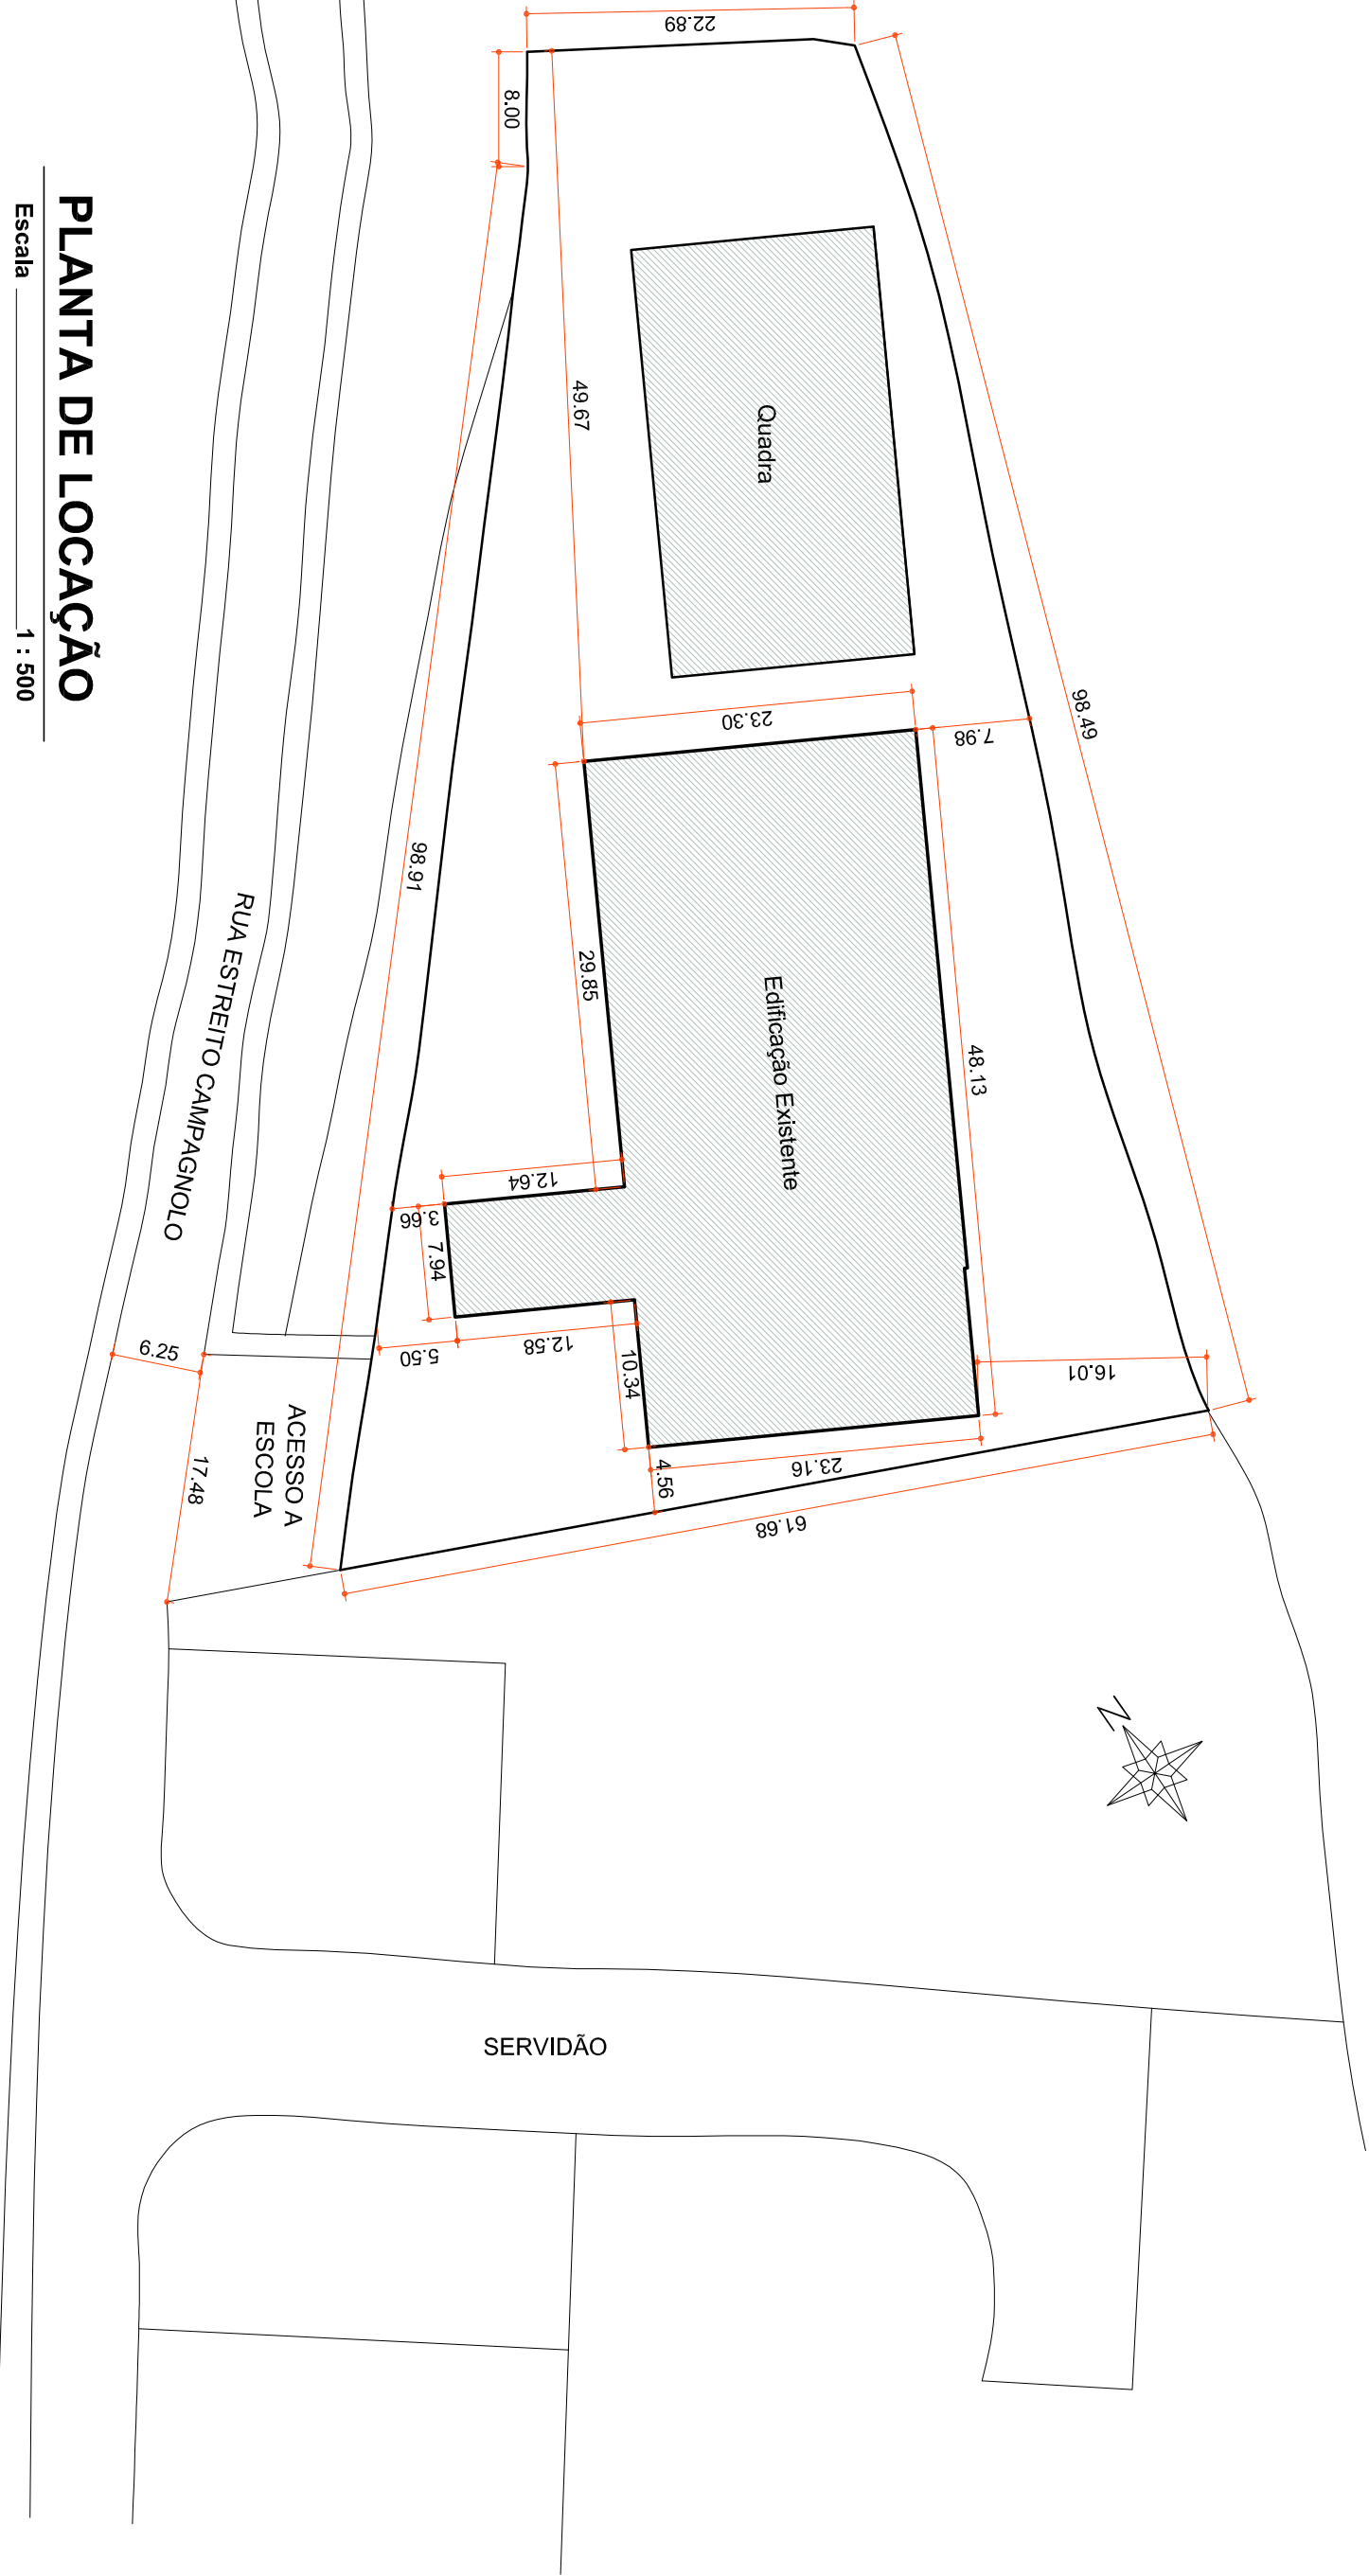 PLANTA DE LOCAÇÃO
Escala 1 : 500
22.89
8.00
49.67
Quadra
98.49
23.30
7.98
98.91
29.85
Edificação Existente
48.13
RUA ESTREITO CAMPAGNOLO
12.64
3.66
7.94
5.50
12.58
10.34
16.01
6.25
17.48
ACESSO A
ESCOLA
4.56
23.16
61.68
N
SERVIDÃO